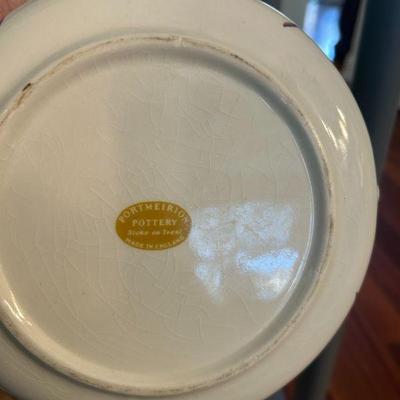 PORTMEIRION
POTTERY
Stoke on Trent
MADE IN ENGLAND